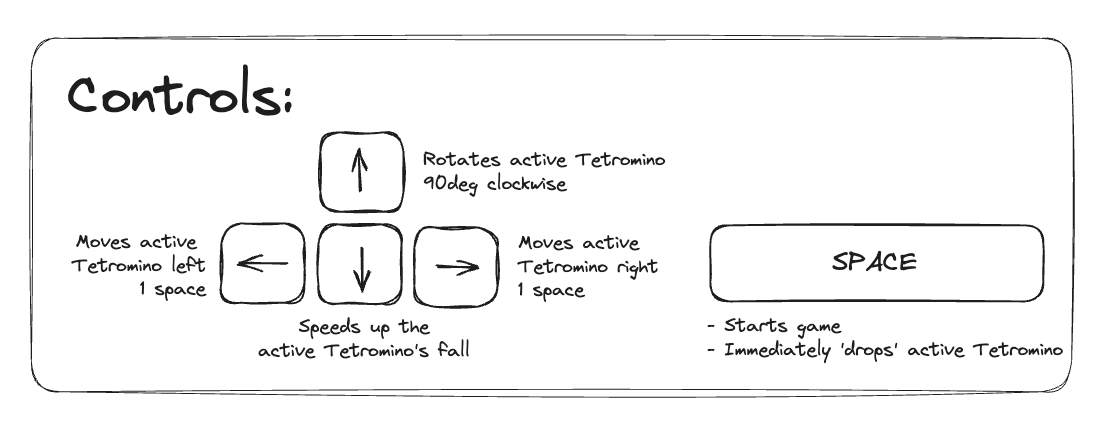 Controls:
Rotates active Tetromino
90deg clockwise
Moves active
Tetromino left
1 space
Moves active
Tetromino right
1 space
Speeds up the
active Tetromino's fall
SPACE
- Starts game
- Immediately 'drops' active Tetromino